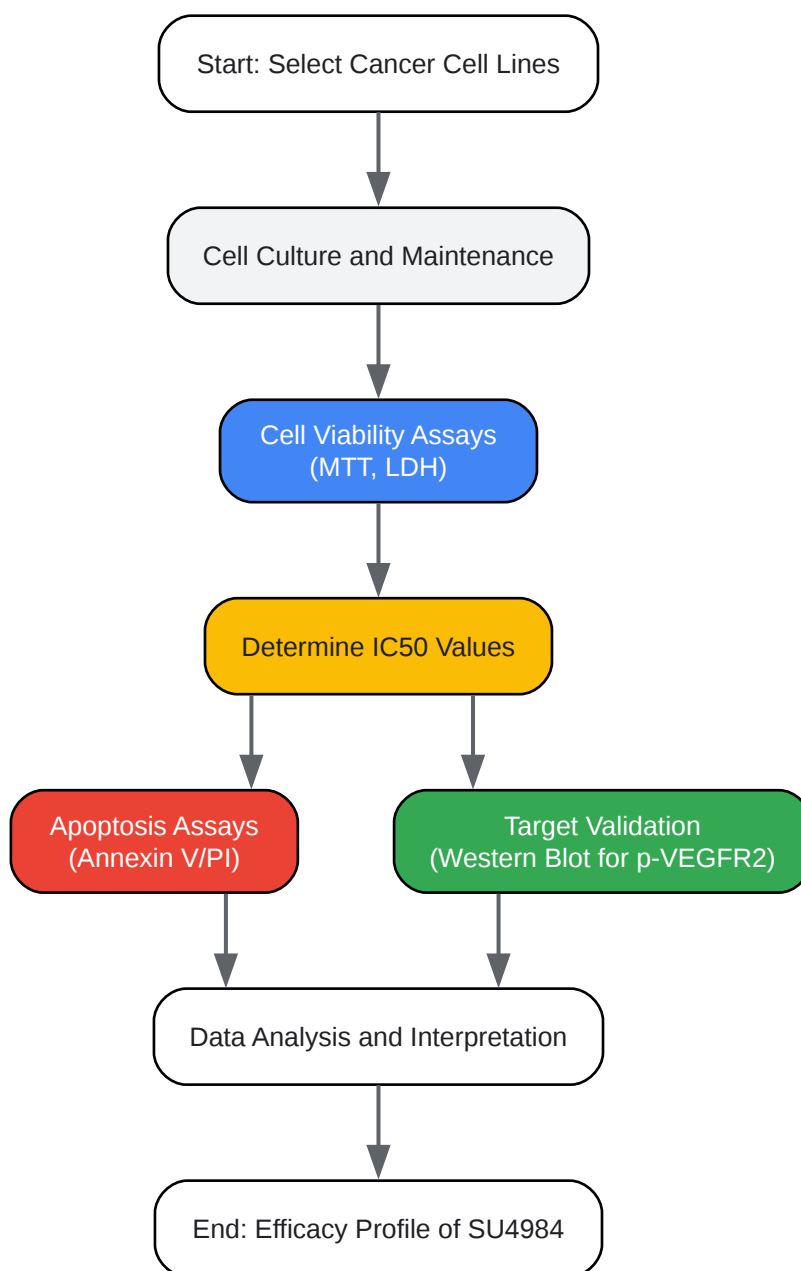 Start: Select Cancer Cell Lines
Cell Culture and Maintenance
Cell Viability Assays
(MTT, LDH)
Determine IC50 Values
Apoptosis Assays
(Annexin V/PI)
Target Validation
(Western Blot for p-VEGFR2)
Data Analysis and Interpretation
End: Efficacy Profile of SU4984